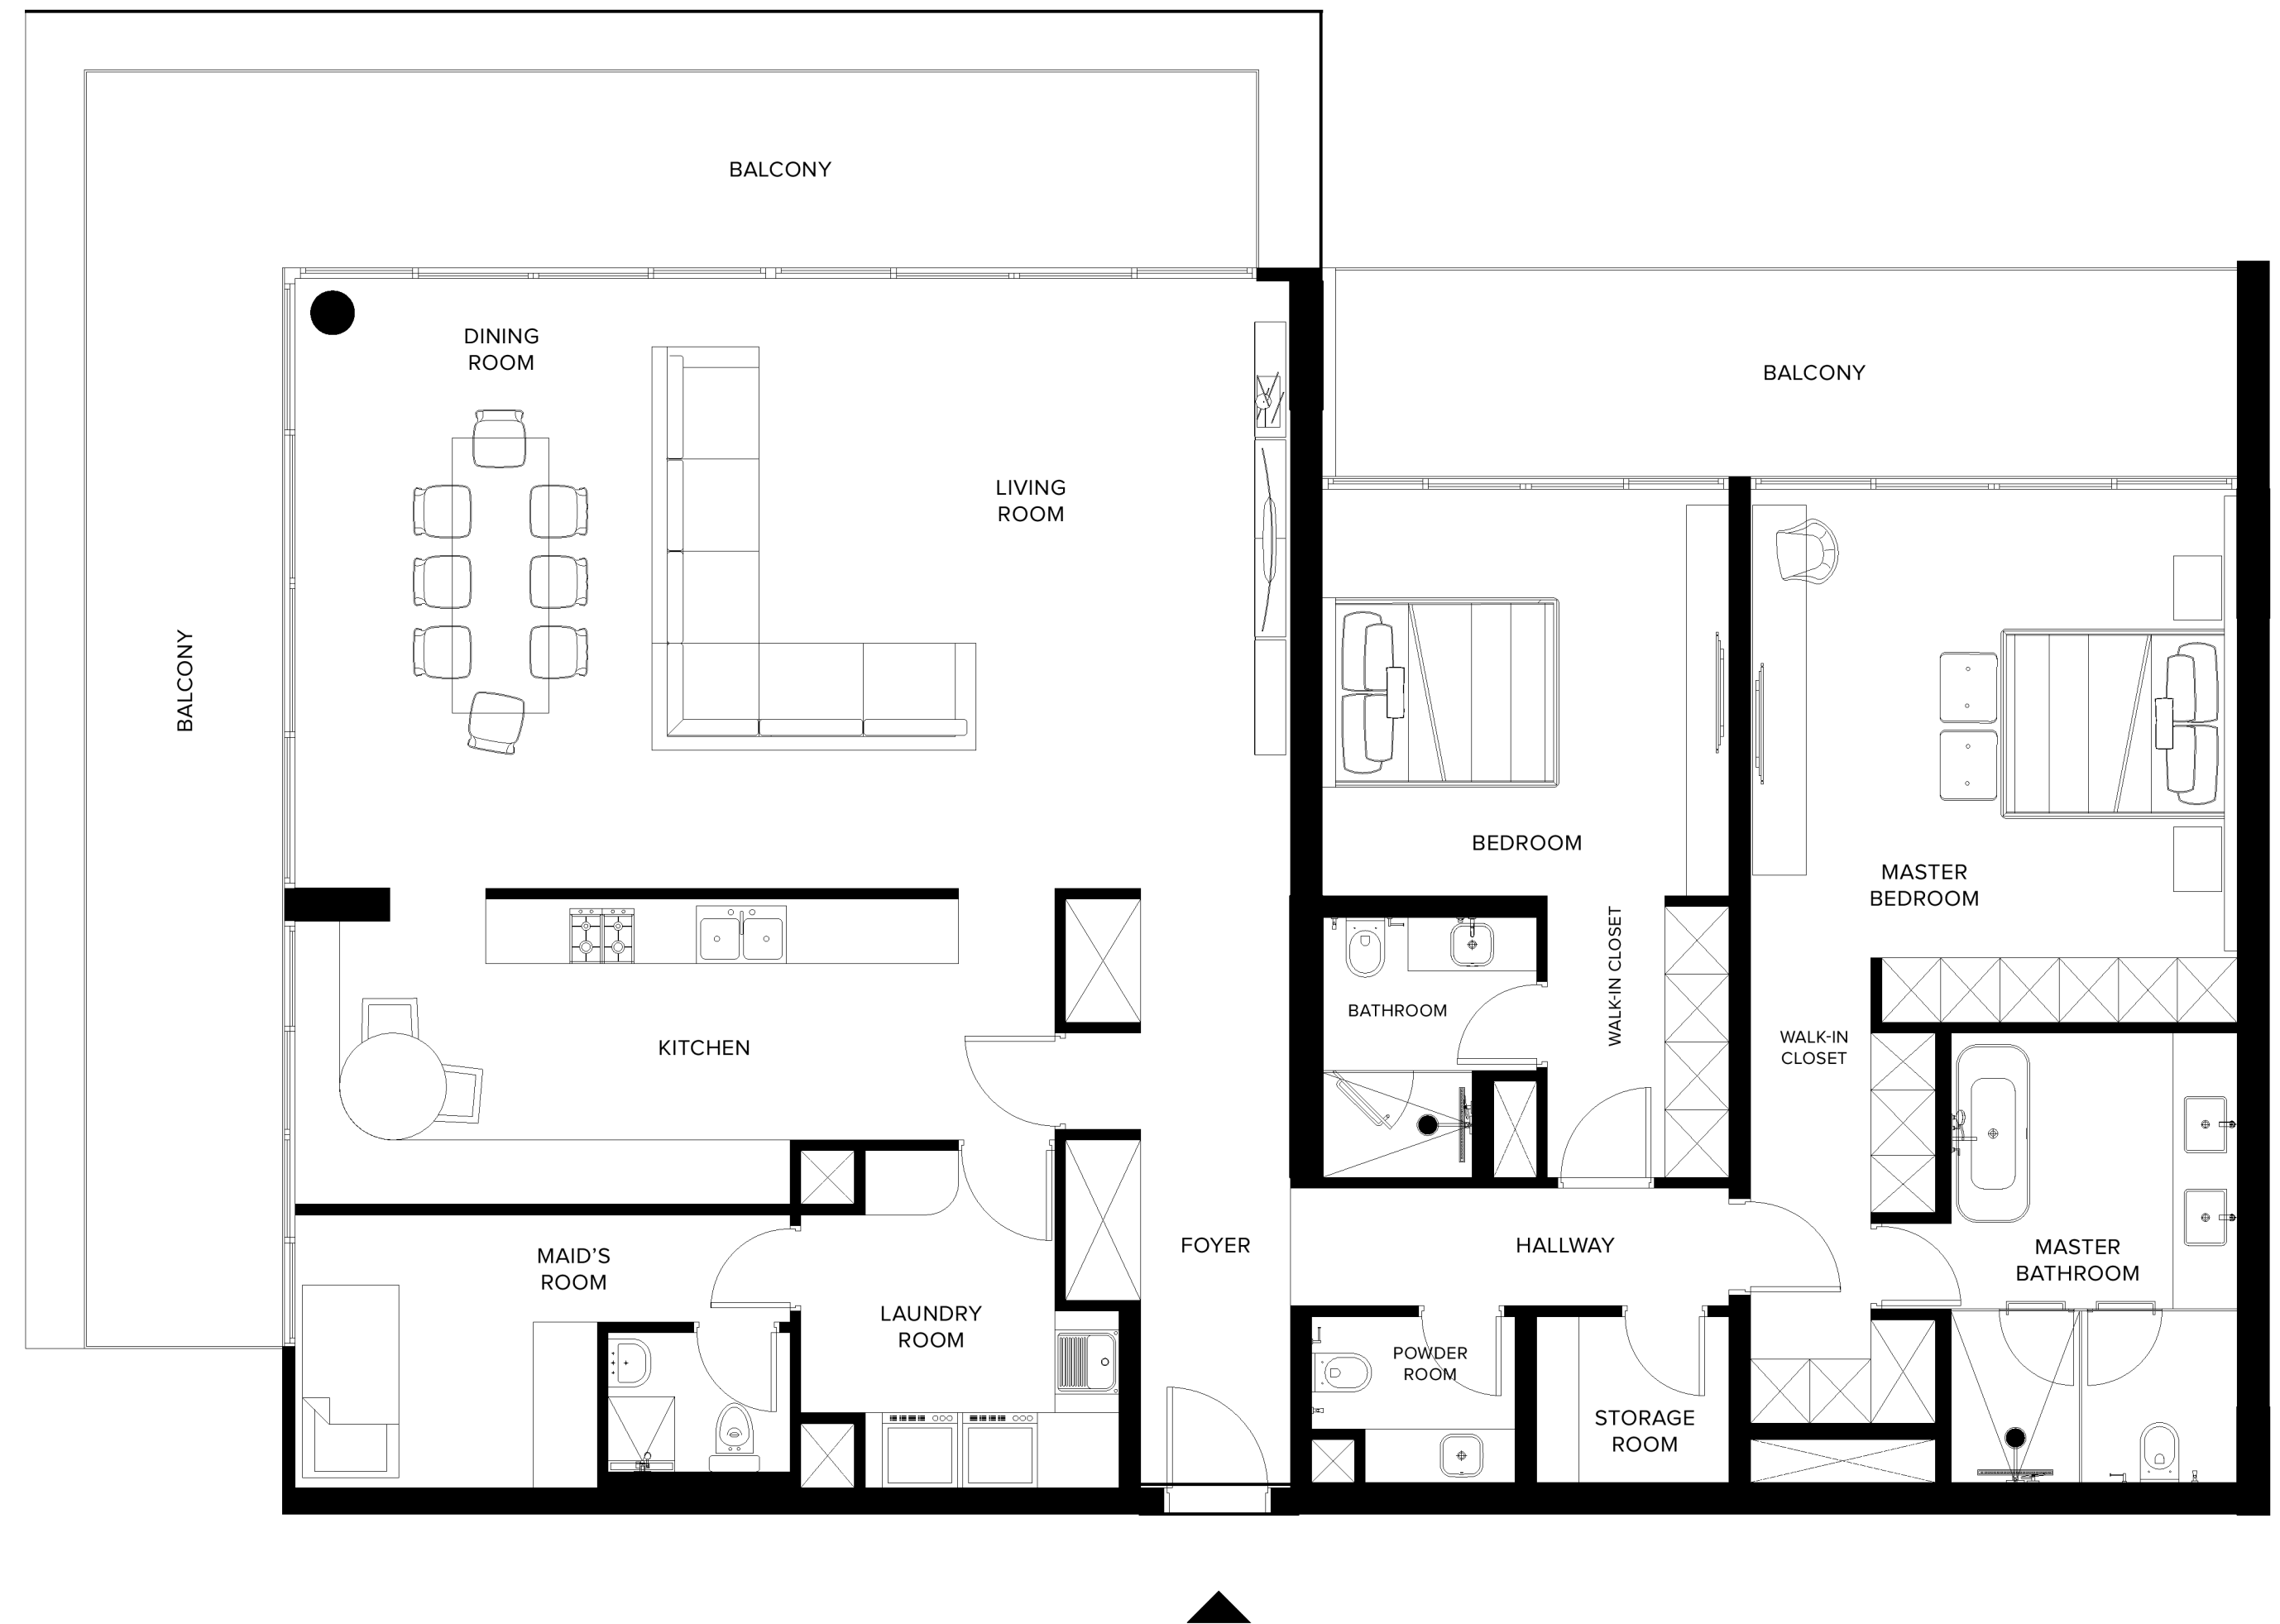 BALCONY
DINING
ROOM
BALCONY
LIVING
ROOM
BALCONY
BEDROOM
MASTER
BEDROOM
WALK-IN CLOSET
BATHROOM
KITCHEN
WALK-IN
CLOSET
MAID'S
ROOM
FOYER
HALLWAY
MASTER
BATHROOM
LAUNDRY
ROOM
POWDER
ROOM
STORAGE
ROOM